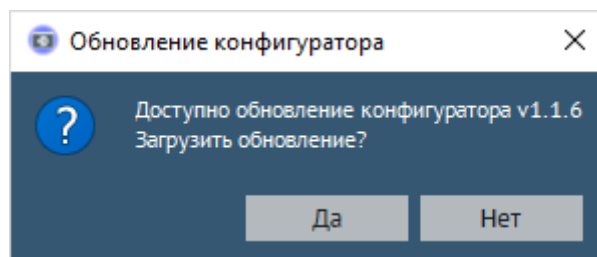 Обновление конфигуратора
Доступно обновление конфигуратора v1.1.6
Загрузить обновление?
Да Нет